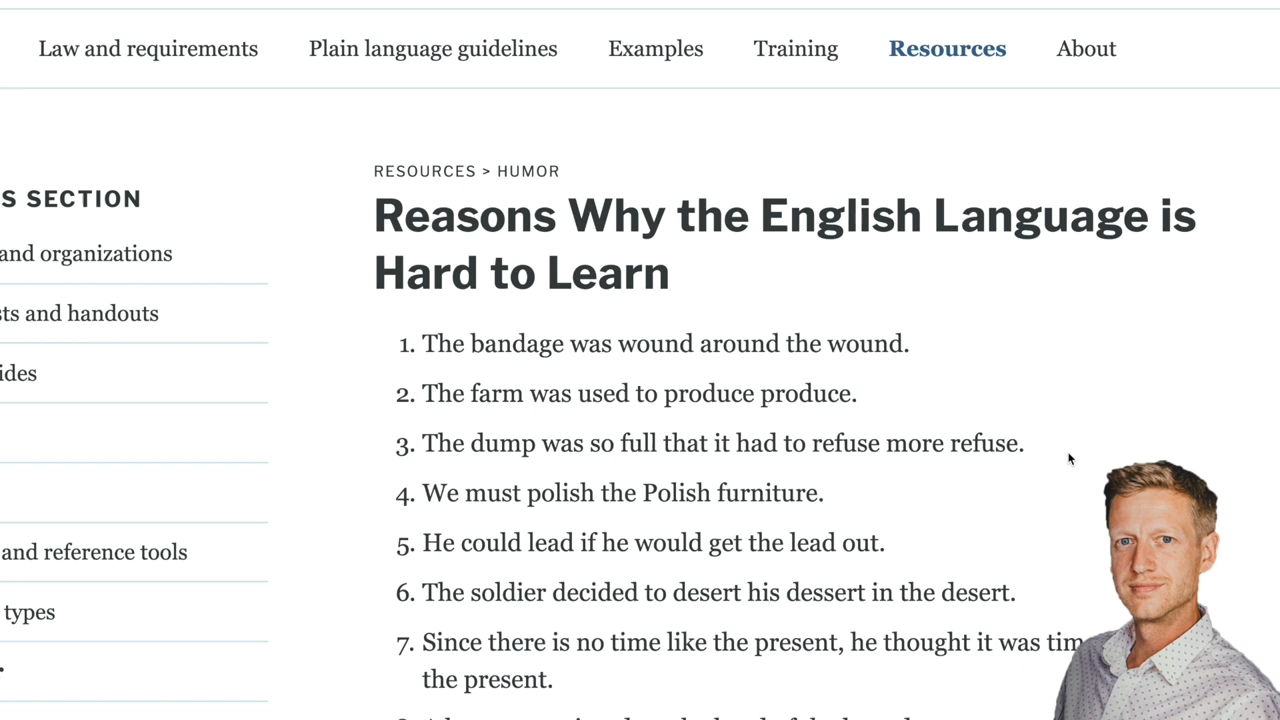 Law and requirements Plain language guidelines Examples Training Resources About
RESOURCES > HUMOR
S SECTION
and organizations
sts and handouts
ides
and reference tools
types
Reasons Why the English Language is
Hard to Learn
1. The bandage was wound around the wound.
2. The farm was used to produce produce.
3. The dump was so full that it had to refuse more refuse.
4. We must polish the Polish furniture.
5. He could lead if he would get the lead out.
6. The soldier decided to desert his dessert in the desert.
7. Since there is no time like the present, he thought it was tim
the present.